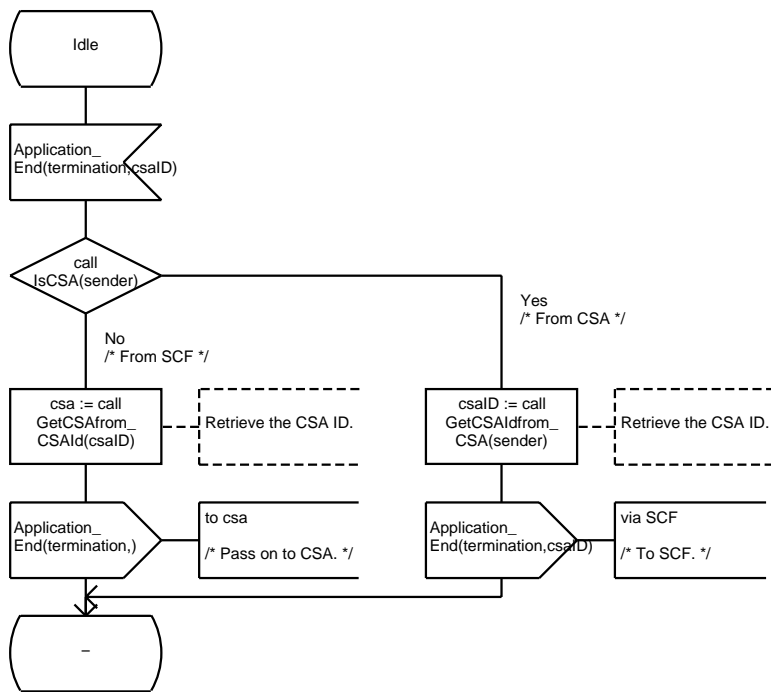 Idle
Application_
End(termination,csaID)
call
IsCSA(sender)
Yes
/* From CSA */
No
/* From SCF */
csa := call
GetCSAfrom_
CSAId(csaID)
Retrieve the CSA ID.
csaID := call
GetCSAIdfrom_
CSA(sender)
Retrieve the CSA ID.
Application_
End(termination,)
to csa
/* Pass on to CSA. */
Application_
End(termination,csaID)
via SCF
/* To SCF. */
–